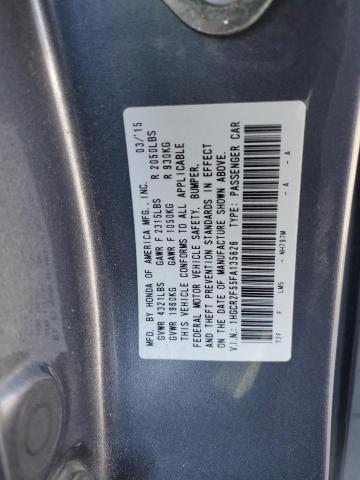 MFD. BY HONDA OF AMERICA MFG., INC. 03/'15
GVWR 4321LBS GAWR F 2315LBS R 2050LBS
GVWR 1960KG GAWR F 1050KG R 930KG
THIS VEHICLE CONFORMS TO ALL APPLICABLE
FEDERAL MOTOR VEHICLE SAFETY, BUMPER,
AND THEFT PREVENTION STANDARDS IN EFFECT
ON THE DATE OF MANUFACTURE SHOWN ABOVE.
V.I.N.: 1HGCR2F55FA135626 TYPE: PASSENGER CAR
F LM5 - NH797M - A - A